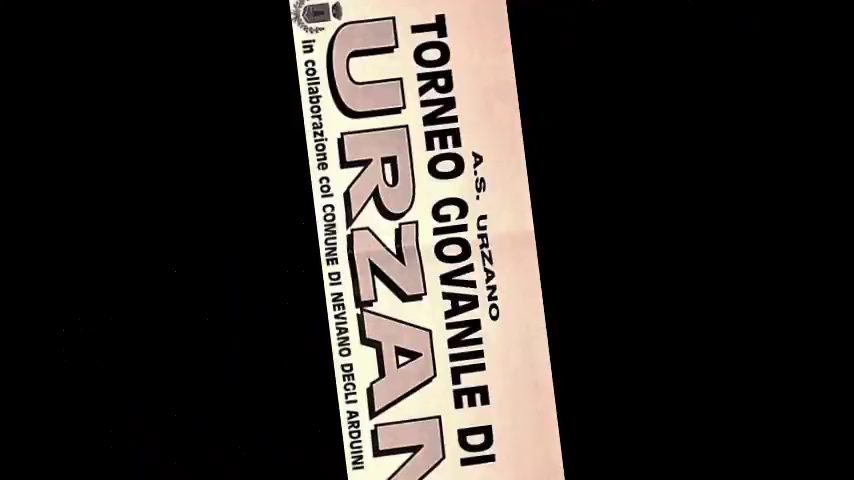 A.S. URZANO
TORNEO GIOVANILE DI
URZAN
in collaborazione col COMUNE DI NEVIANO DEGLI ARDUINI